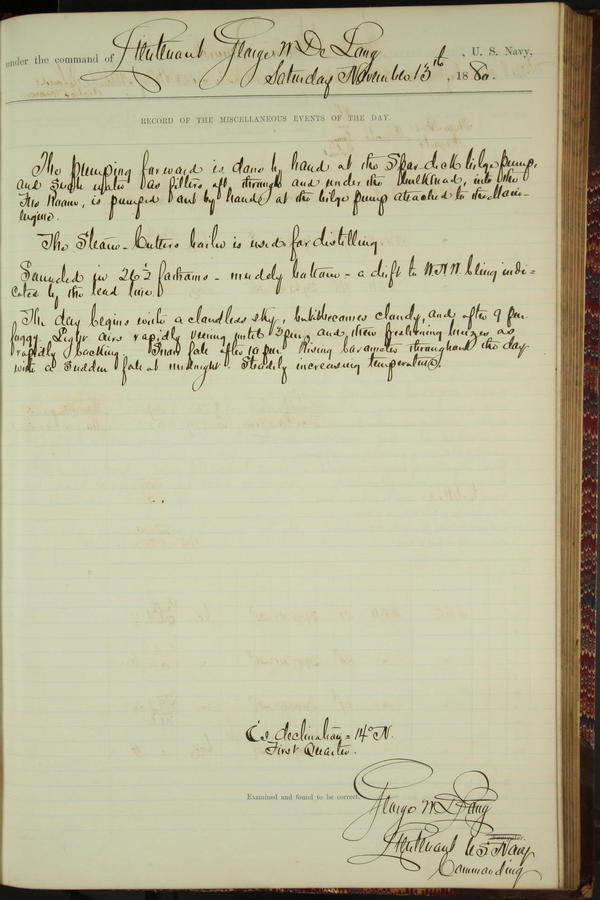 under the command of Lieutenant George W. De Long, U. S. Navy,
Saturday November 13th, 1880.
RECORD OF THE MISCELLANEOUS EVENTS OF THE DAY.
The pumping forward is done by hand at the Spar deck bilge pump,
and such water as filters aft through and under the bulkhead, into the
Fire Room, is pumped out by hand at the bilge pump attached to the Main
Engine.
The Steam-Cutters boiler is used for distilling
Sounded in 26½ fathoms - muddy bottom - a drift to W.N.W. being indi=
cated by the lead line.
The day begins with a cloudless sky, but becomes cloudy, and after 9 p.m.
foggy. Light airs rapidly veering until 3 p.m. and then freshening breezes as
rapidly backing. Snow fell after 10 p.m. Rising barometer throughout the day
with a sudden fall at midnight. Steadily increasing temperature.
☾'s declination = 14° N.
First Quarter.
Examined and found to be correct.
George W. De Long
Lieutenant U.S. Navy
Commanding